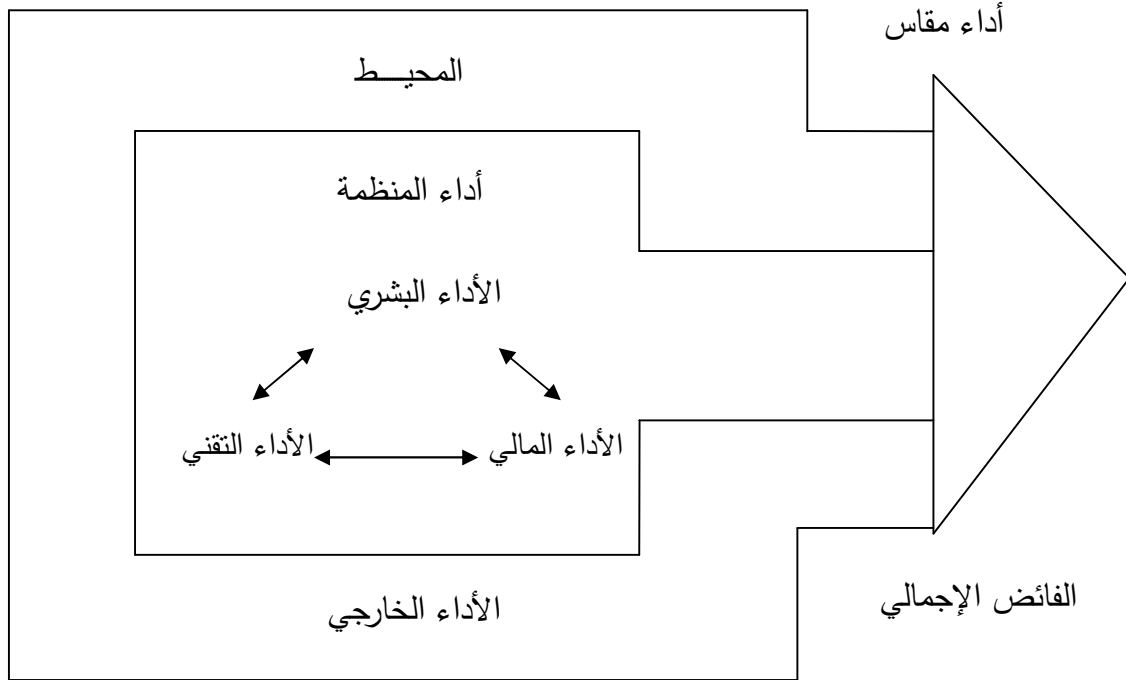 أداء مقاس
المحيـــط
أداء المنظمة
الأداء البشري
الأداء المالي
الأداء التقني
الفائض الإجمالي
الأداء الخارجي